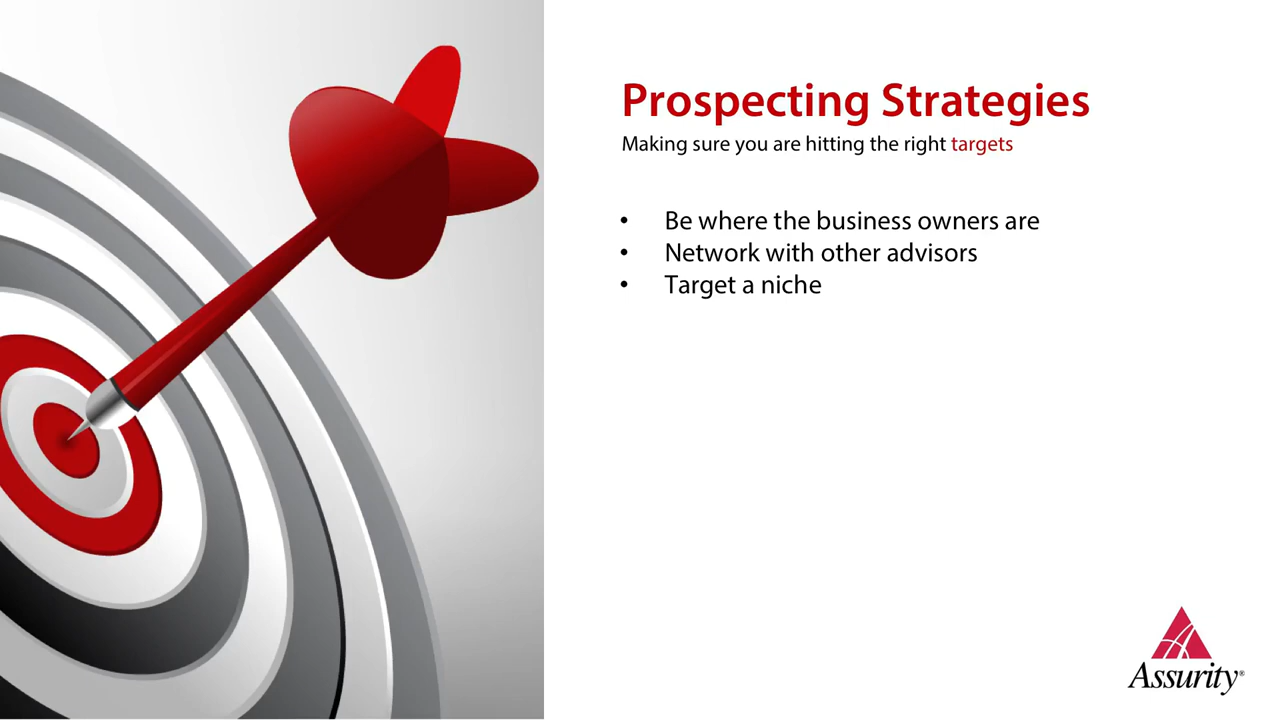 Prospecting Strategies
Making sure you are hitting the right targets
• Be where the business owners are
• Network with other advisors
• Target a niche
Assurity®